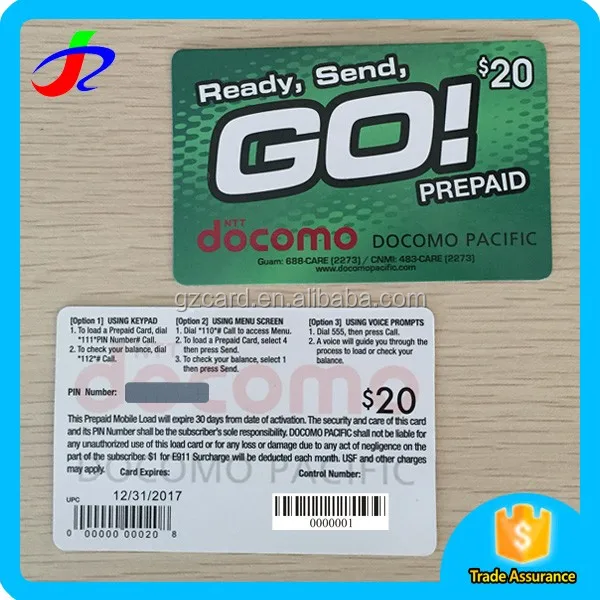 Ready, Send,
$20
GO!
PREPAID
NTT
docomo DOCOMO PACIFIC
Guam: 688-CARE [2273] / CNMI: 483-CARE [2273]
www.docomopacific.com
gzcard.en.alibaba.com
[Option 1] USING KEYPAD
1. To load a Prepaid Card, dial
*111*PIN Number# Call.
2. To check your balance, dial
*112*# Call.
[Option 2] USING MENU SCREEN
1. Dial *110*# Call to access Menu.
2. To load a Prepaid Card, select 4
then press Send.
3. To check your balance, select 1
then press Send.
[Option 3] USING VOICE PROMPTS
1. Dial 555, then press Call.
2. A voice will guide you through the
process to load or check your
balance.
docomo
PIN Number:
$20
This Prepaid Mobile Load will expire 30 days from date of activation. The security and care of this card
and its PIN Number shall be the subscriber's sole responsibility. DOCOMO PACIFIC shall not be liable for
any unauthorized use of this load card or for any loss or damage due to any act of negligence on the
part of the subscriber. $1 for E911 Surcharge will be deducted each month. USF and other charges
may apply. Card Expires: Control Number:
DOCOMO PACIFIC
UPC 12/31/2017
0 00000 00020 8
0000001
$
Trade Assurance